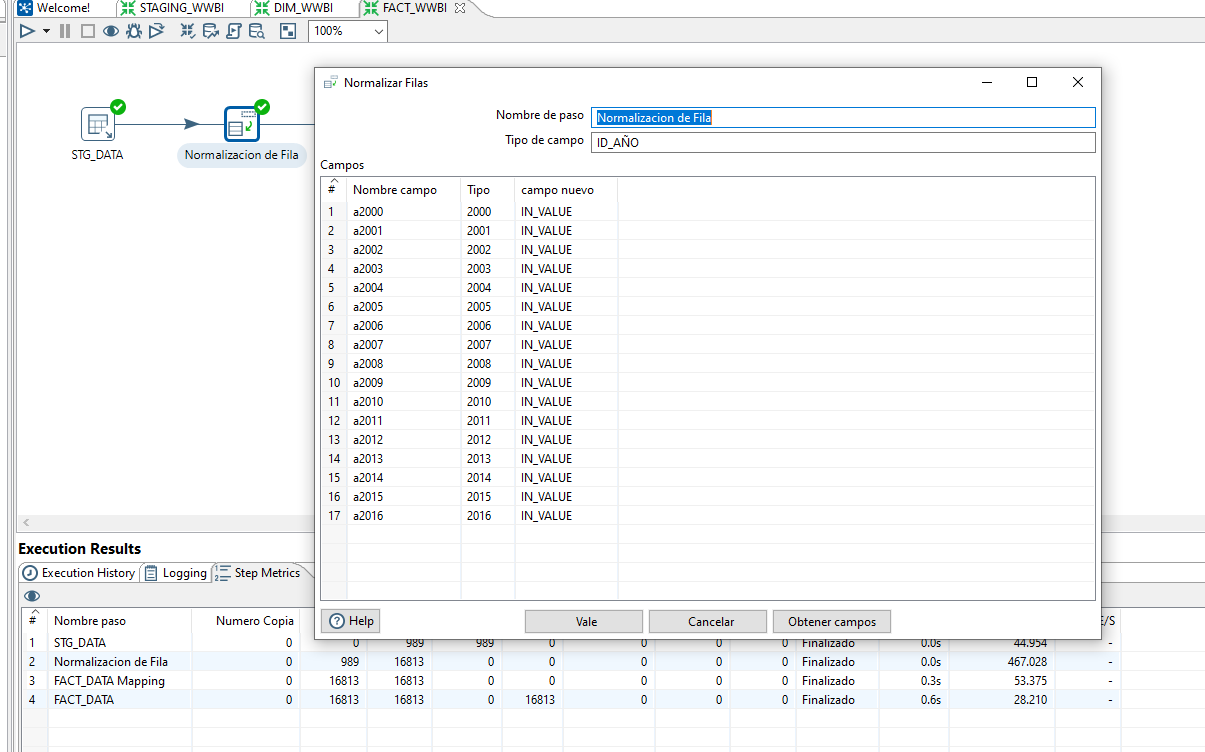 Welcome! STAGING_WWBI DIM_WWBI FACT_WWBI
100%
STG_DATA
Normalizacion de Fila
Normalizar Filas
Nombre de paso Normalizacion de Fila
Tipo de campo ID_AÑO
Campos
# Nombre campo Tipo campo nuevo
1 a2000 2000 IN_VALUE
2 a2001 2001 IN_VALUE
3 a2002 2002 IN_VALUE
4 a2003 2003 IN_VALUE
5 a2004 2004 IN_VALUE
6 a2005 2005 IN_VALUE
7 a2006 2006 IN_VALUE
8 a2007 2007 IN_VALUE
9 a2008 2008 IN_VALUE
10 a2009 2009 IN_VALUE
11 a2010 2010 IN_VALUE
12 a2011 2011 IN_VALUE
13 a2012 2012 IN_VALUE
14 a2013 2013 IN_VALUE
15 a2014 2014 IN_VALUE
16 a2015 2015 IN_VALUE
17 a2016 2016 IN_VALUE
Help Vale Cancelar Obtener campos
Execution Results
Execution History Logging Step Metrics
# Nombre paso Numero Copia E/S
1 STG_DATA 0 0 989 989 0 0 0 0 Finalizado 0.0s 44.954 -
2 Normalizacion de Fila 0 989 16813 0 0 0 0 0 Finalizado 0.0s 467.028 -
3 FACT_DATA Mapping 0 16813 16813 0 0 0 0 0 Finalizado 0.3s 53.375 -
4 FACT_DATA 0 16813 16813 0 16813 0 0 0 Finalizado 0.6s 28.210 -